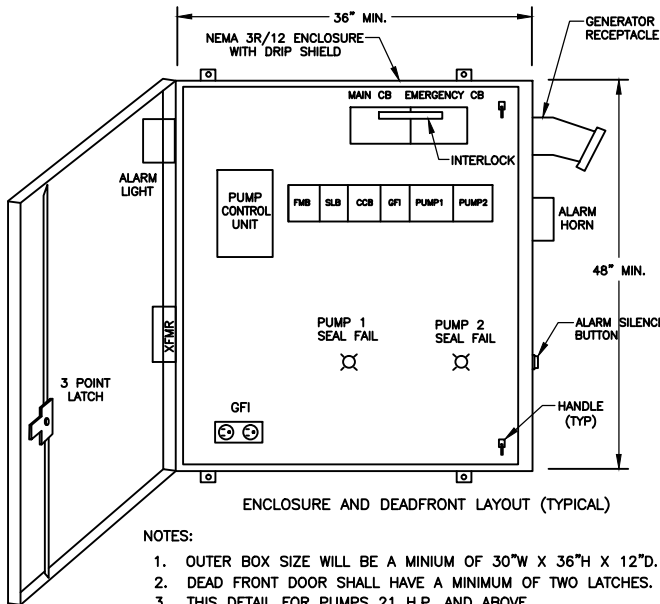 36" MIN.
GENERATOR
RECEPTACLE
NEMA 3R/12 ENCLOSURE
WITH DRIP SHIELD
MAIN CB EMERGENCY CB
INTERLOCK
ALARM
LIGHT
PUMP
CONTROL
UNIT
FMB SLB CCB GFI PUMP1 PUMP2
ALARM
HORN
48" MIN.
XFMR
PUMP 1
SEAL FAIL
PUMP 2
SEAL FAIL
ALARM SILENCE
BUTTON
3 POINT
LATCH
GFI
HANDLE
(TYP)
ENCLOSURE AND DEADFRONT LAYOUT (TYPICAL)
NOTES:
1. OUTER BOX SIZE WILL BE A MINIUM OF 30"W X 36"H X 12"D.
2. DEAD FRONT DOOR SHALL HAVE A MINIMUM OF TWO LATCHES.
3. THIS DETAIL FOR PUMPS 21 H.P. AND ABOVE